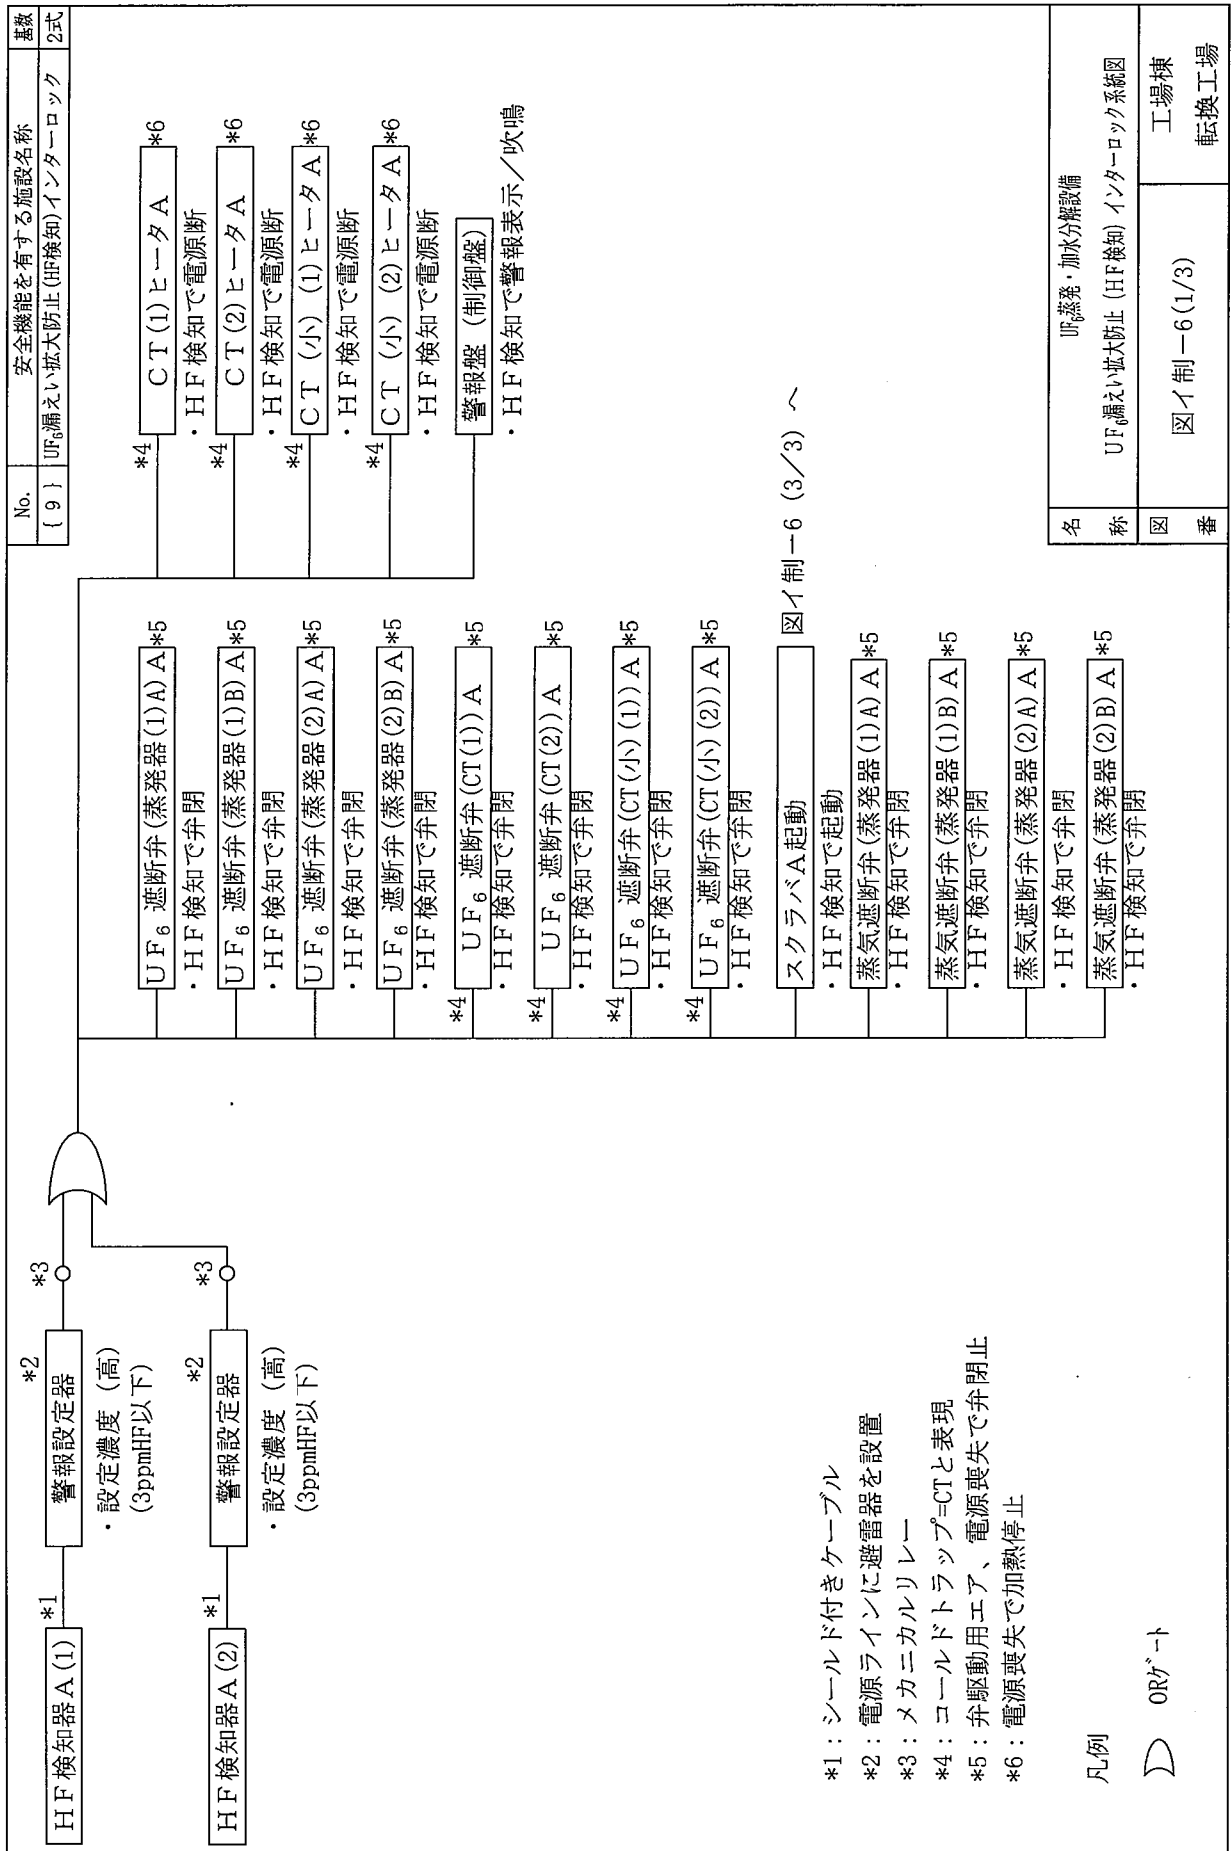 No.
安全機能を有する施設名称
基数
{ 9 }
UF₆漏えい拡大防止(HF検知)インターロック
2式
HF検知器A(1)
*1
警報設定器
*2
・設定濃度（高）
(3ppmHF以下)
*3
HF検知器A(2)
*1
警報設定器
*2
・設定濃度（高）
(3ppmHF以下)
*3
UF₆ 遮断弁(蒸発器(1)A)A
*5
・HF検知で弁閉
UF₆ 遮断弁(蒸発器(1)B)A
*5
・HF検知で弁閉
UF₆ 遮断弁(蒸発器(2)A)A
*5
・HF検知で弁閉
UF₆ 遮断弁(蒸発器(2)B)A
*5
・HF検知で弁閉
*4
UF₆ 遮断弁(CT(1))A
*5
・HF検知で弁閉
*4
UF₆ 遮断弁(CT(2))A
*5
・HF検知で弁閉
*4
UF₆ 遮断弁(CT(小)(1))A
*5
・HF検知で弁閉
*4
UF₆ 遮断弁(CT(小)(2))A
*5
・HF検知で弁閉
スクラバA起動
図イ制－6（3／3）へ
・HF検知で起動
蒸気遮断弁(蒸発器(1)A)A
*5
・HF検知で弁閉
蒸気遮断弁(蒸発器(1)B)A
*5
・HF検知で弁閉
蒸気遮断弁(蒸発器(2)A)A
*5
・HF検知で弁閉
蒸気遮断弁(蒸発器(2)B)A
*5
・HF検知で弁閉
*4
CT(1)ヒータA
*6
・HF検知で電源断
*4
CT(2)ヒータA
*6
・HF検知で電源断
*4
CT（小）(1)ヒータA
*6
・HF検知で電源断
*4
CT（小）(2)ヒータA
*6
・HF検知で電源断
警報盤（制御盤）
・HF検知で警報表示／吹鳴
*1：シールド付きケーブル
*2：電源ラインに避雷器を設置
*3：メカニカルリレー
*4：コールドトラップ=CTと表現
*5：弁駆動用エア、電源喪失で弁閉止
*6：電源喪失で加熱停止
凡例
ORｹﾞｰﾄ
名称
UF₆蒸発・加水分解設備
UF₆漏えい拡大防止（HF検知）インターロック系統図
図番
図イ制－6(1/3)
工場棟
転換工場